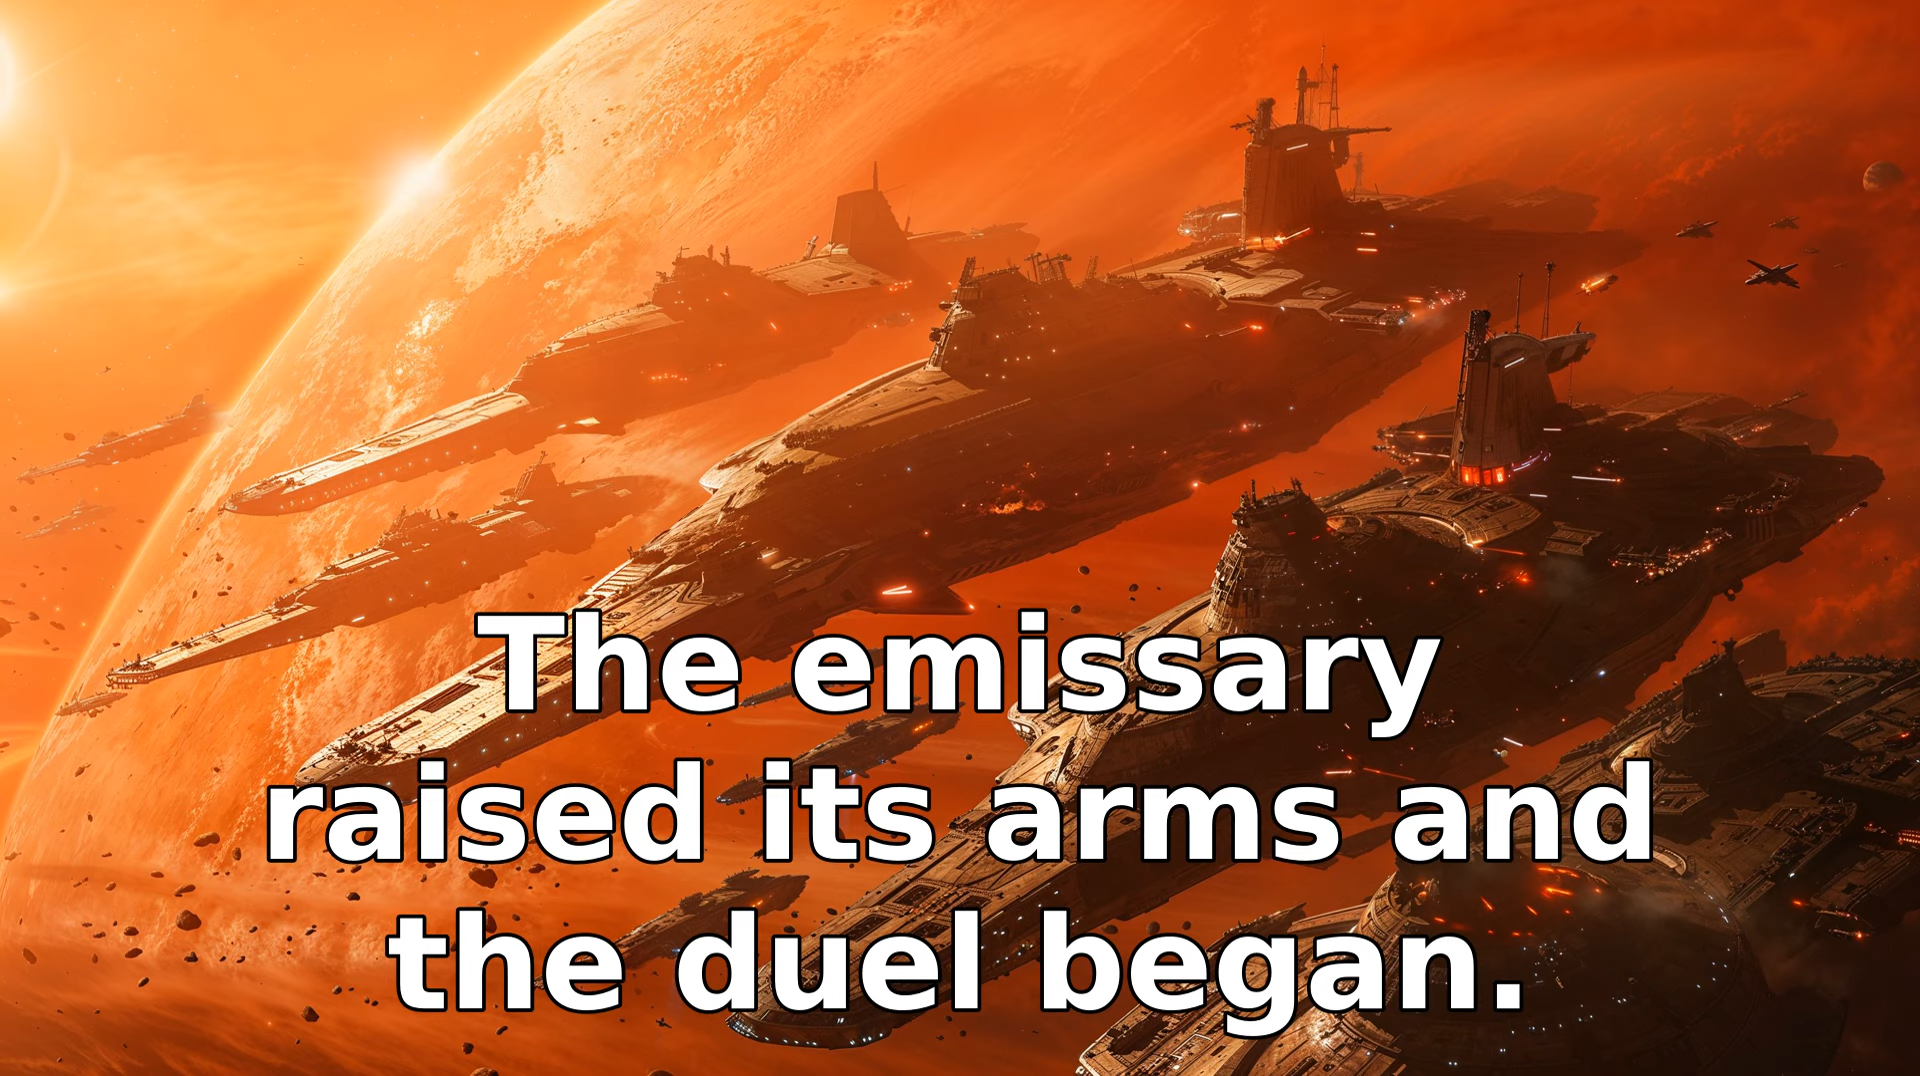 The emissary
raised its arms and
the duel began.